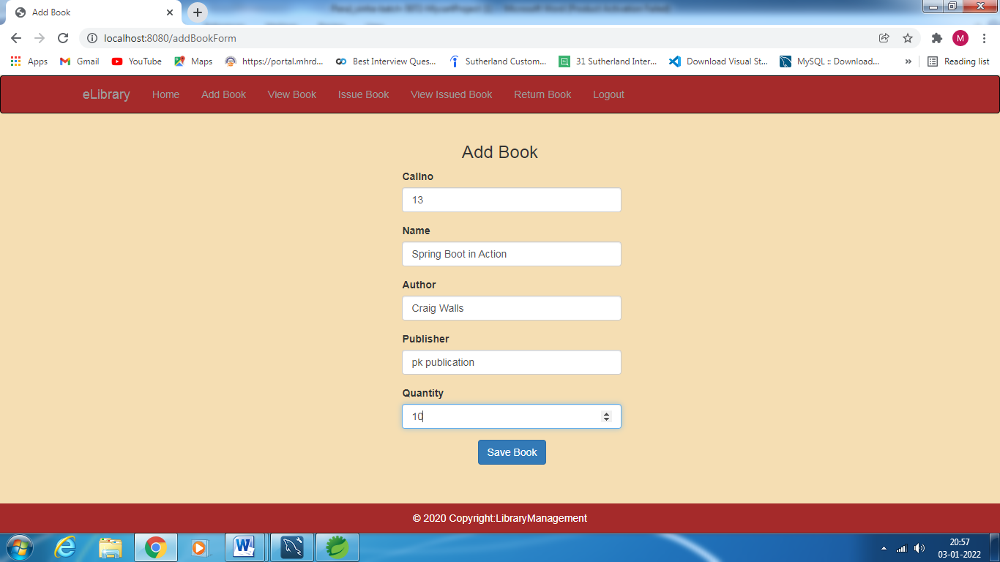 Add Book
localhost:8080/addBookForm
M
Apps Gmail YouTube Maps https://portal.mhrd... Best Interview Ques... Sutherland Custom... 31 Sutherland Inter... Download Visual St... MySQL :: Download... » Reading list
eLibrary Home Add Book View Book Issue Book View Issued Book Return Book Logout
Add Book
Callno
13
Name
Spring Boot in Action
Author
Craig Walls
Publisher
pk publication
Quantity
10
Save Book
© 2020 Copyright:LibraryManagement
20:57
03-01-2022